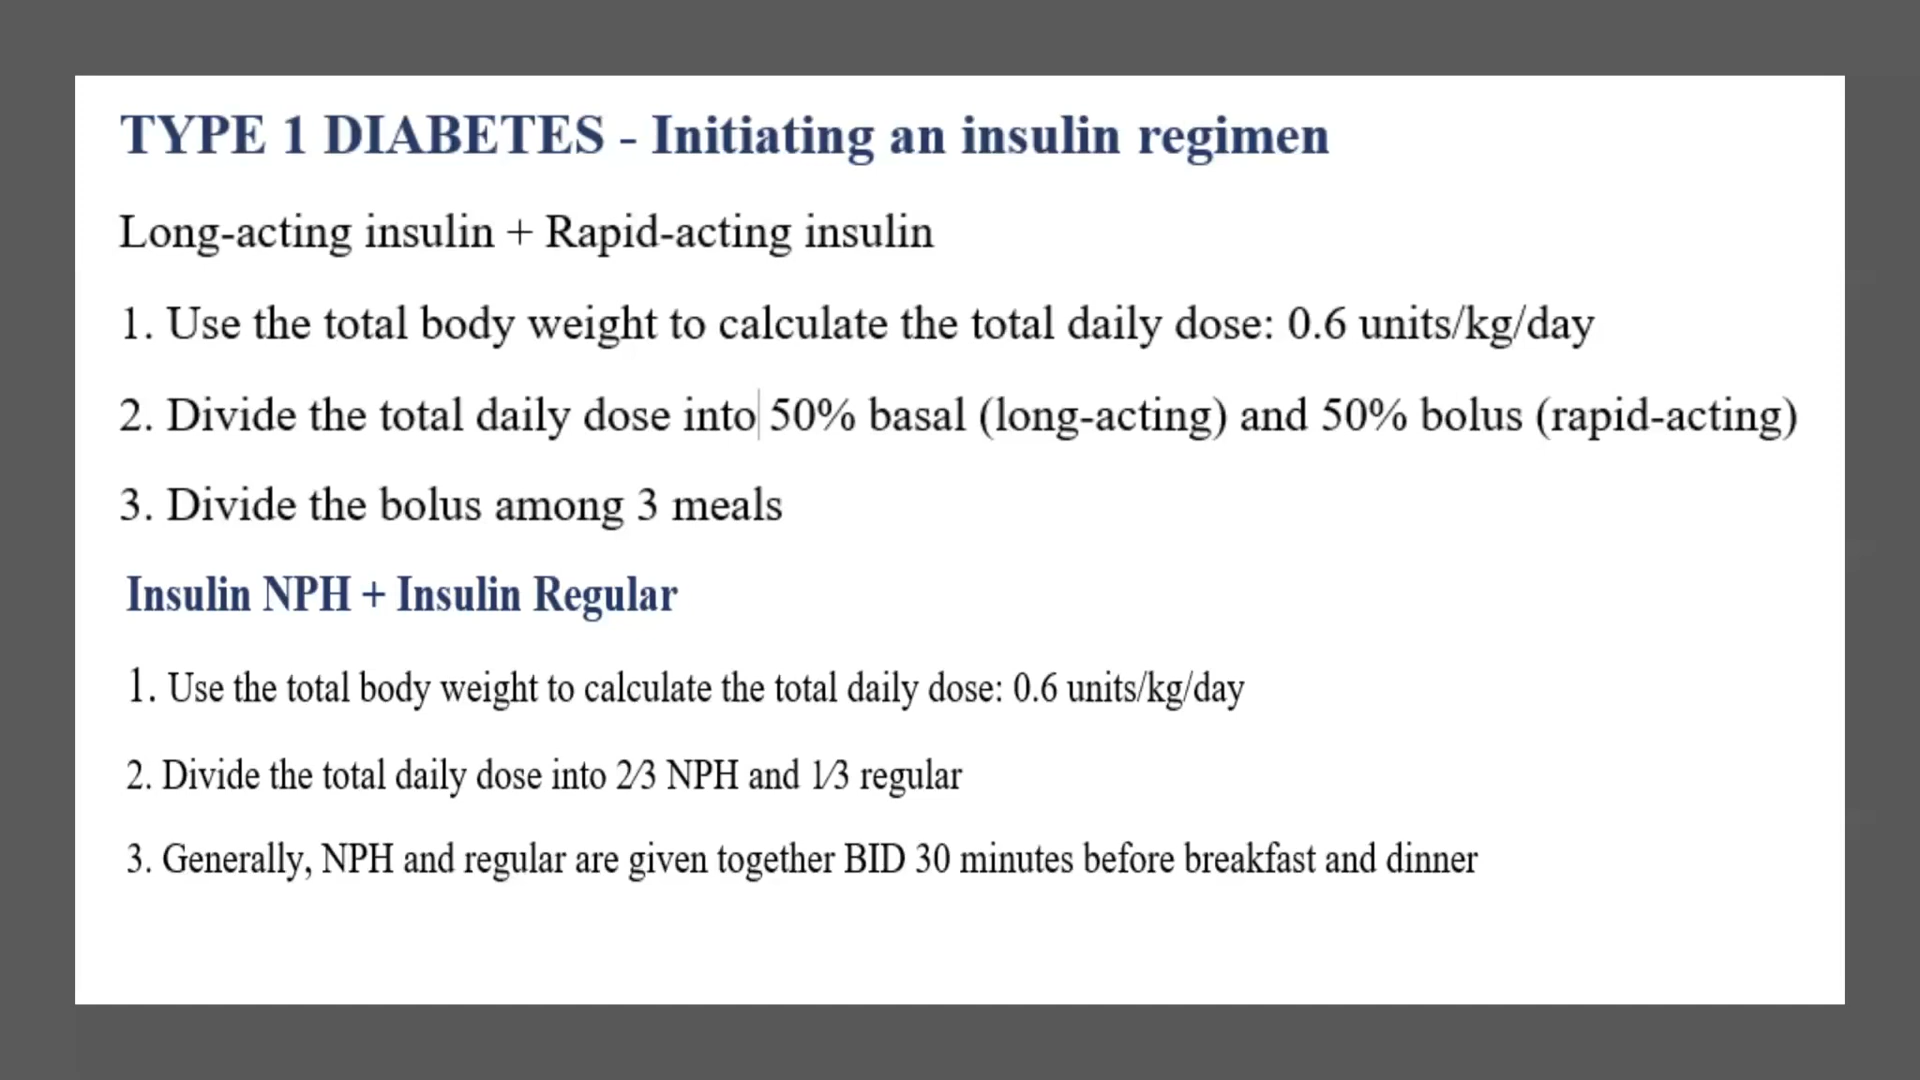 TYPE 1 DIABETES - Initiating an insulin regimen
Long-acting insulin + Rapid-acting insulin
1. Use the total body weight to calculate the total daily dose: 0.6 units/kg/day
2. Divide the total daily dose into 50% basal (long-acting) and 50% bolus (rapid-acting)
3. Divide the bolus among 3 meals
Insulin NPH + Insulin Regular
1. Use the total body weight to calculate the total daily dose: 0.6 units/kg/day
2. Divide the total daily dose into 2⁄3 NPH and 1⁄3 regular
3. Generally, NPH and regular are given together BID 30 minutes before breakfast and dinner